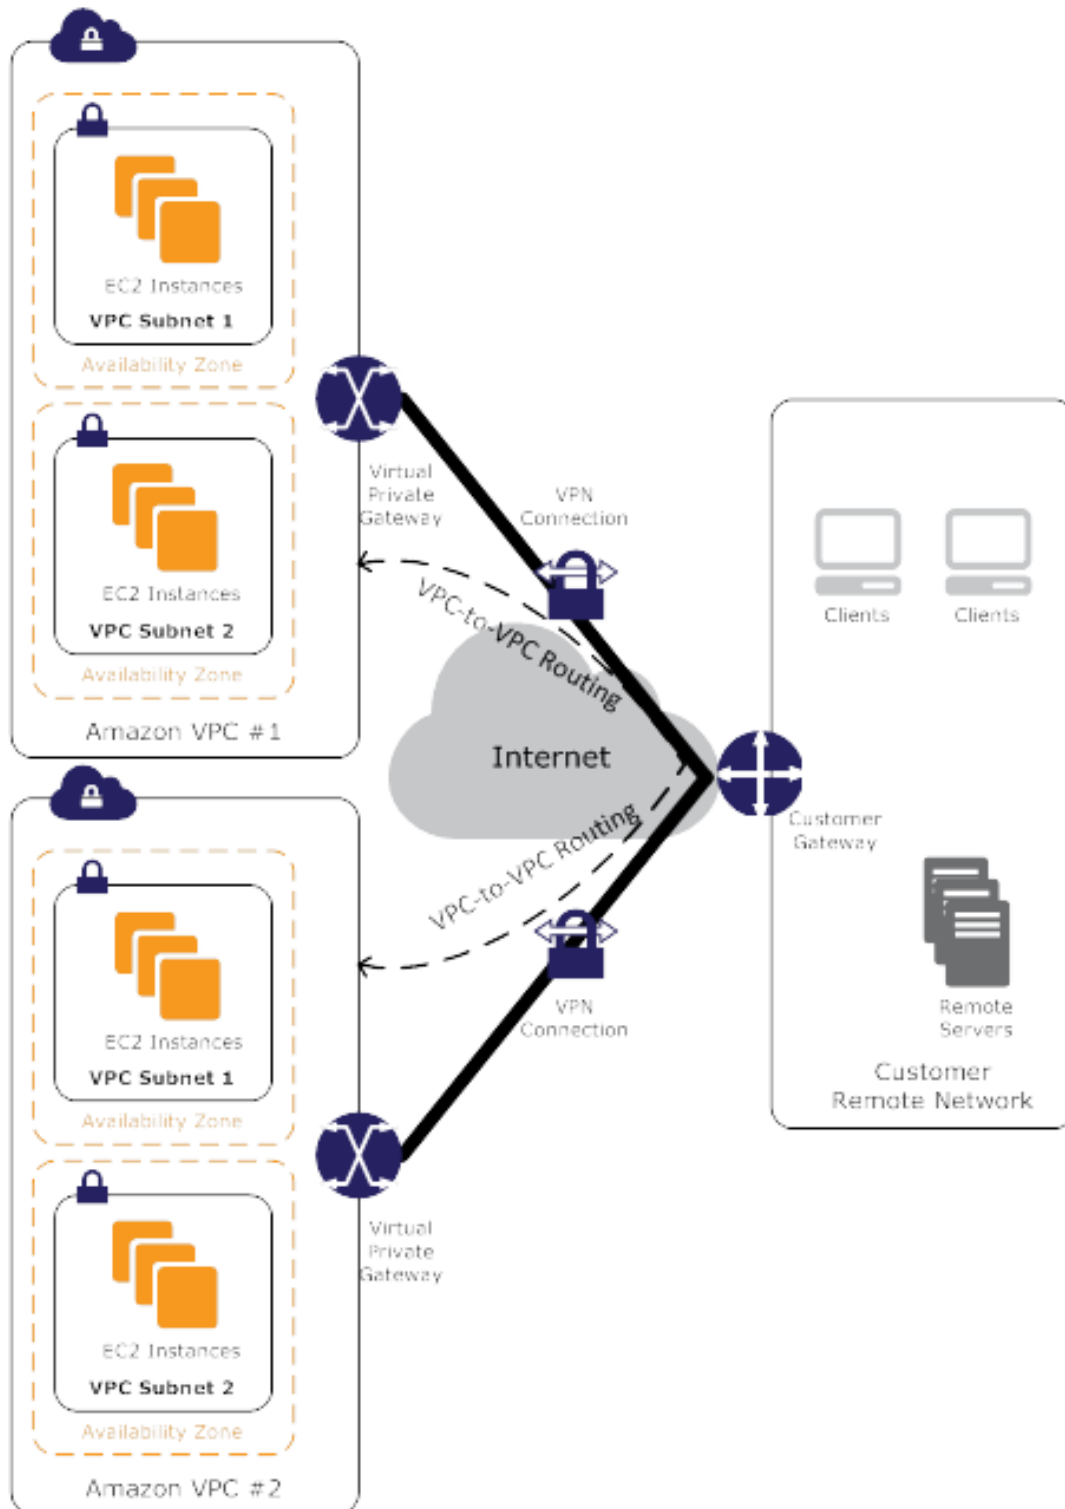 EC2 Instances
VPC Subnet 1
Availability Zone
Virtual
Private
Gateway
EC2 Instances
VPC Subnet 2
Availability Zone
Amazon VPC #1
VPN
Connection
VPC-to-VPC Routing
Internet
VPC-to-VPC Routing
VPN
Connection
Clients
Clients
Customer
Gateway
Remote
Servers
Customer
Remote Network
EC2 Instances
VPC Subnet 1
Availability Zone
Virtual
Private
Gateway
EC2 Instances
VPC Subnet 2
Availability Zone
Amazon VPC #2